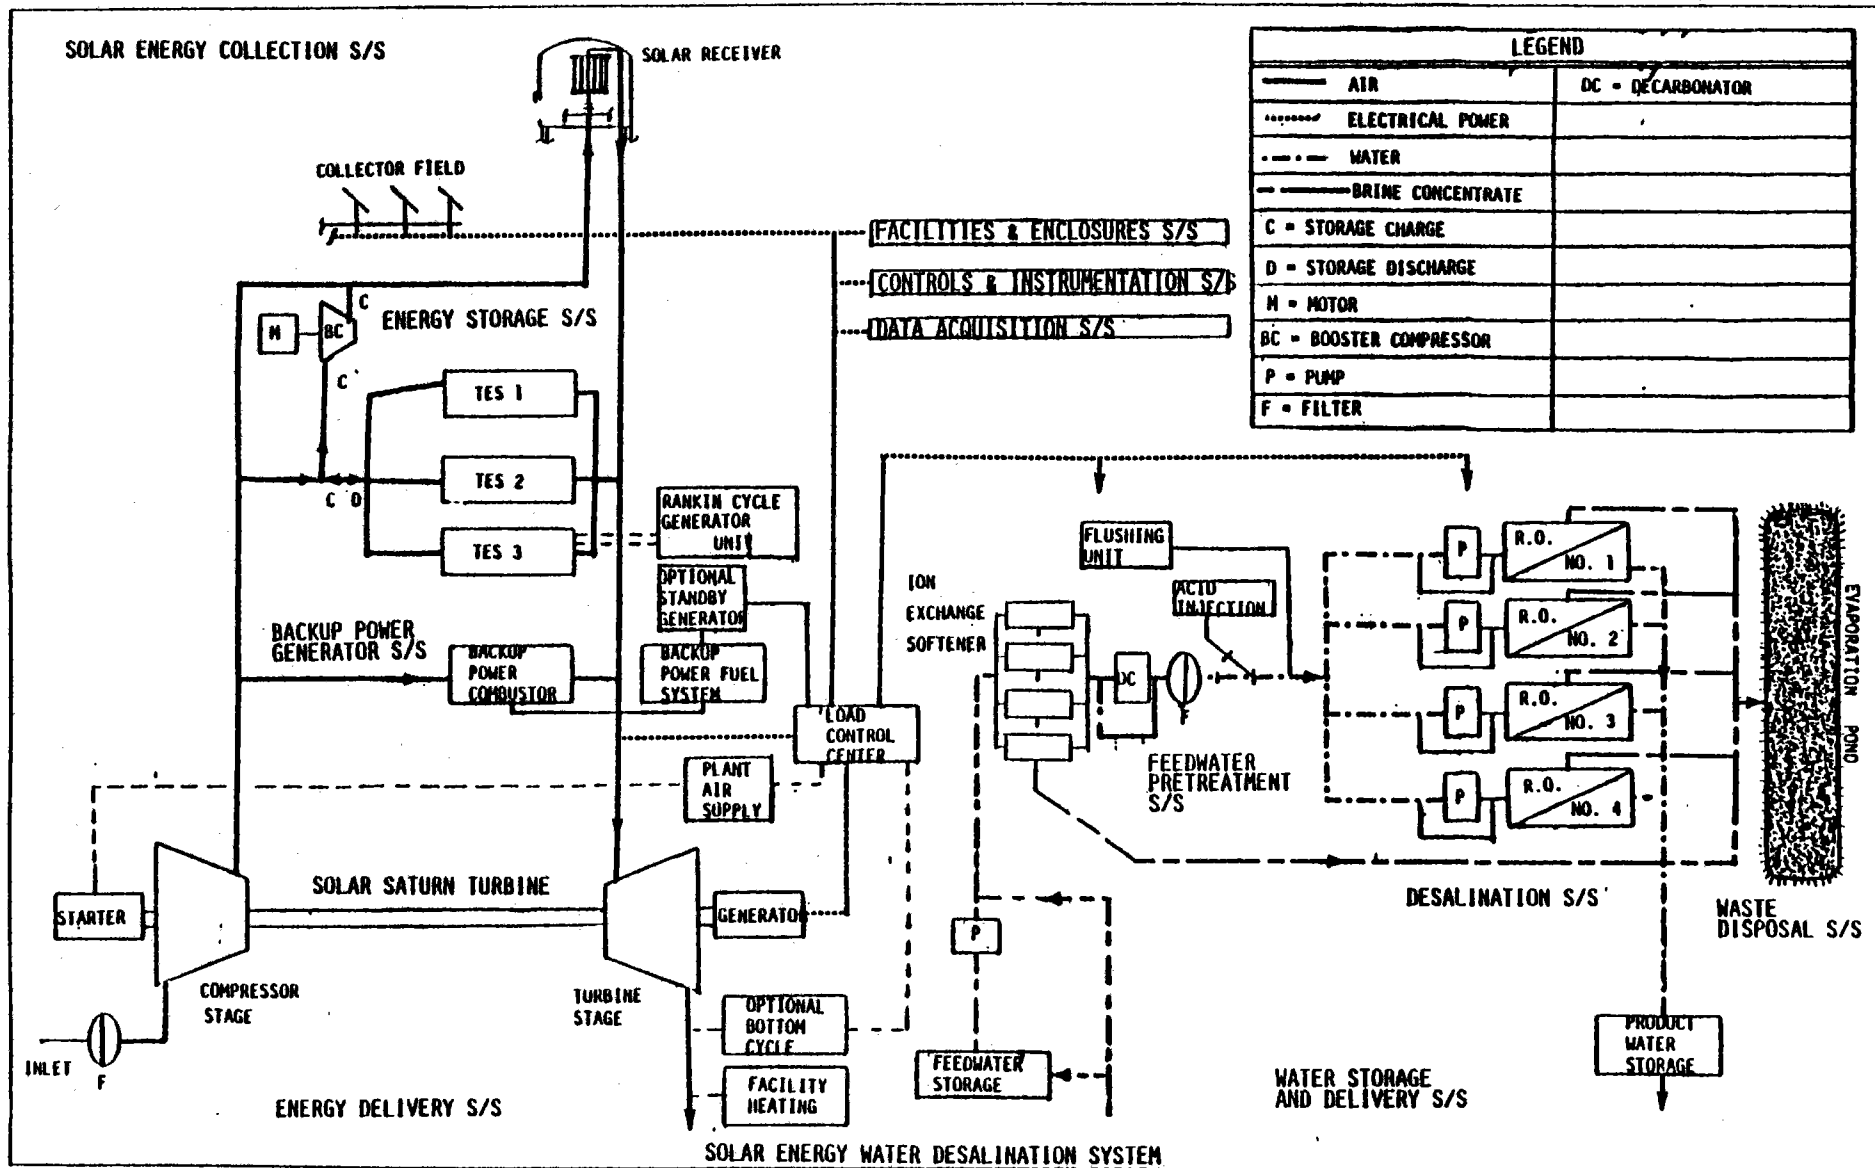 SOLAR ENERGY COLLECTION S/S
SOLAR RECEIVER
COLLECTOR FIELD
LEGEND
AIR
DC = DECARBONATOR
ELECTRICAL POWER
WATER
BRINE CONCENTRATE
C = STORAGE CHARGE
D = STORAGE DISCHARGE
M = MOTOR
BC = BOOSTER COMPRESSOR
P = PUMP
F = FILTER
FACILITIES & ENCLOSURES S/S
CONTROLS & INSTRUMENTATION S/S
DATA ACQUISITION S/S
C
M
BC
ENERGY STORAGE S/S
C
TES 1
TES 2
C D
TES 3
RANKIN CYCLE
GENERATOR
UNIT
OPTIONAL
STANDBY
GENERATOR
BACKUP POWER
GENERATOR S/S
BACKUP
POWER
COMBUSTOR
BACKUP
POWER FUEL
SYSTEM
LOAD
CONTROL
CENTER
PLANT
AIR
SUPPLY
SOLAR SATURN TURBINE
STARTER
GENERATOR
COMPRESSOR
STAGE
TURBINE
STAGE
INLET
F
OPTIONAL
BOTTOM
CYCLE
FACILITY
HEATING
ENERGY DELIVERY S/S
FLUSHING
UNIT
ION
EXCHANGE
SOFTENER
ACID
INJECTION
DC
F
FEEDWATER
PRETREATMENT
S/S
P
R.O.
NO. 1
P
R.O.
NO. 2
P
R.O.
NO. 3
P
R.O.
NO. 4
EVAPORATION POND
DESALINATION S/S
WASTE
DISPOSAL S/S
P
FEEDWATER
STORAGE
PRODUCT
WATER
STORAGE
WATER STORAGE
AND DELIVERY S/S
SOLAR ENERGY WATER DESALINATION SYSTEM